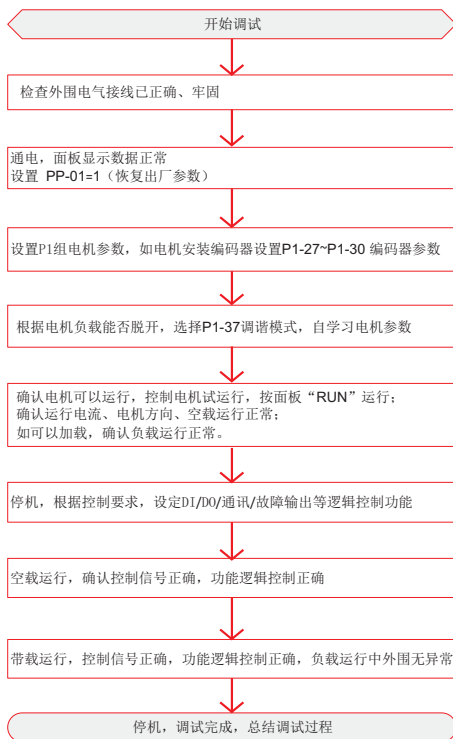 开始调试
检查外围电气接线已正确、牢固
通电，面板显示数据正常
设置 PP-01=1（恢复出厂参数）
设置P1组电机参数，如电机安装编码器设置P1-27~P1-30 编码器参数
根据电机负载能否脱开，选择P1-37调谐模式，自学习电机参数
确认电机可以运行，控制电机试运行，按面板“RUN”运行；
确认运行电流、电机方向、空载运行正常；
如可以加载，确认负载运行正常。
停机，根据控制要求，设定DI/DO/通讯/故障输出等逻辑控制功能
空载运行，确认控制信号正确，功能逻辑控制正确
带载运行，控制信号正确，功能逻辑控制正确，负载运行中外围无异常
停机，调试完成，总结调试过程